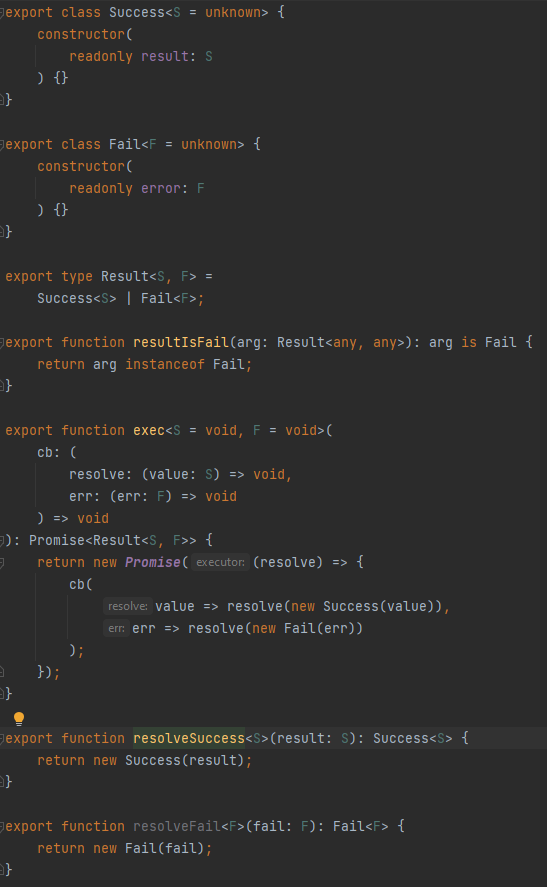 export class Success<S = unknown> {
    constructor(
        readonly result: S
    ) {}
}
export class Fail<F = unknown> {
    constructor(
        readonly error: F
    ) {}
}
export type Result<S, F> =
    Success<S> | Fail<F>;
export function resultIsFail(arg: Result<any, any>): arg is Fail {
    return arg instanceof Fail;
}
export function exec<S = void, F = void>(
    cb: (
        resolve: (value: S) => void,
        err: (err: F) => void
    ) => void
): Promise<Result<S, F>> {
    return new Promise( executor: (resolve) => {
        cb(
            resolve: value => resolve(new Success(value)),
            err: err => resolve(new Fail(err))
        );
    });
}
export function resolveSuccess<S>(result: S): Success<S> {
    return new Success(result);
}
export function resolveFail<F>(fail: F): Fail<F> {
    return new Fail(fail);
}